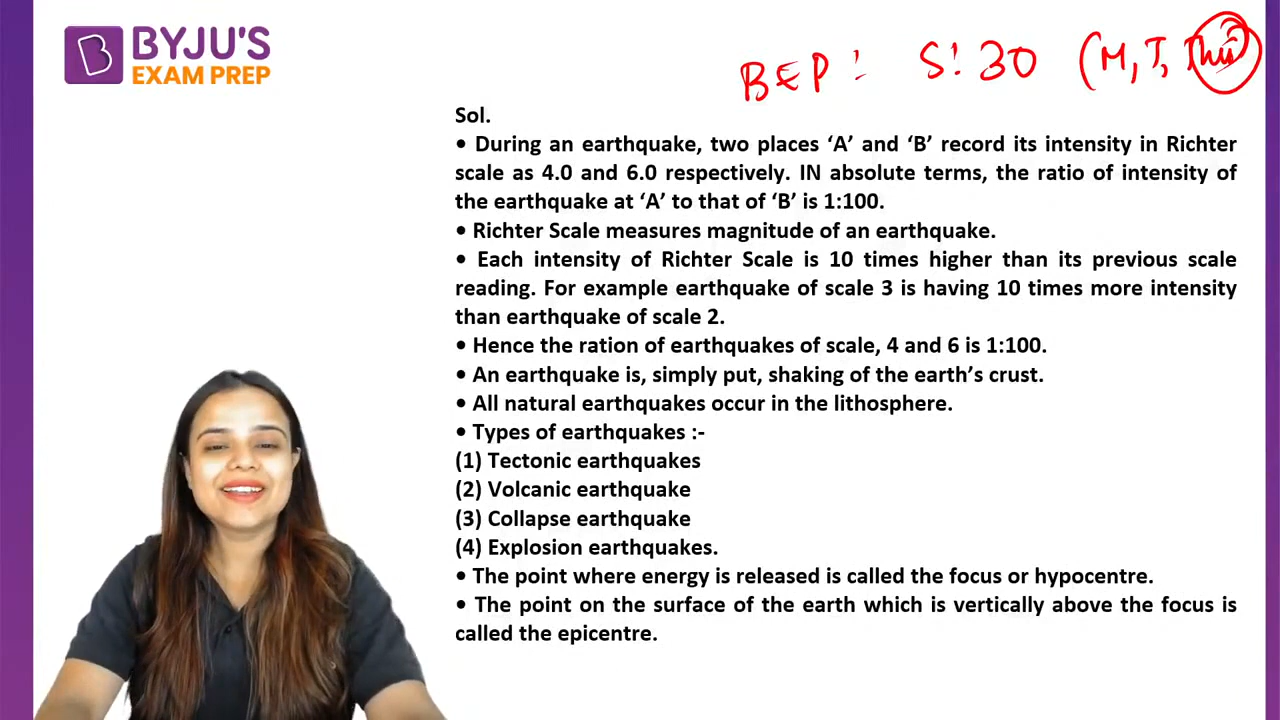 BYJU'S
EXAM PREP
BEP: 5:30 (M, T, Thu)
Sol.
• During an earthquake, two places ‘A’ and ‘B’ record its intensity in Richter
scale as 4.0 and 6.0 respectively. IN absolute terms, the ratio of intensity of
the earthquake at ‘A’ to that of ‘B’ is 1:100.
• Richter Scale measures magnitude of an earthquake.
• Each intensity of Richter Scale is 10 times higher than its previous scale
reading. For example earthquake of scale 3 is having 10 times more intensity
than earthquake of scale 2.
• Hence the ration of earthquakes of scale, 4 and 6 is 1:100.
• An earthquake is, simply put, shaking of the earth’s crust.
• All natural earthquakes occur in the lithosphere.
• Types of earthquakes :-
(1) Tectonic earthquakes
(2) Volcanic earthquake
(3) Collapse earthquake
(4) Explosion earthquakes.
• The point where energy is released is called the focus or hypocentre.
• The point on the surface of the earth which is vertically above the focus is
called the epicentre.